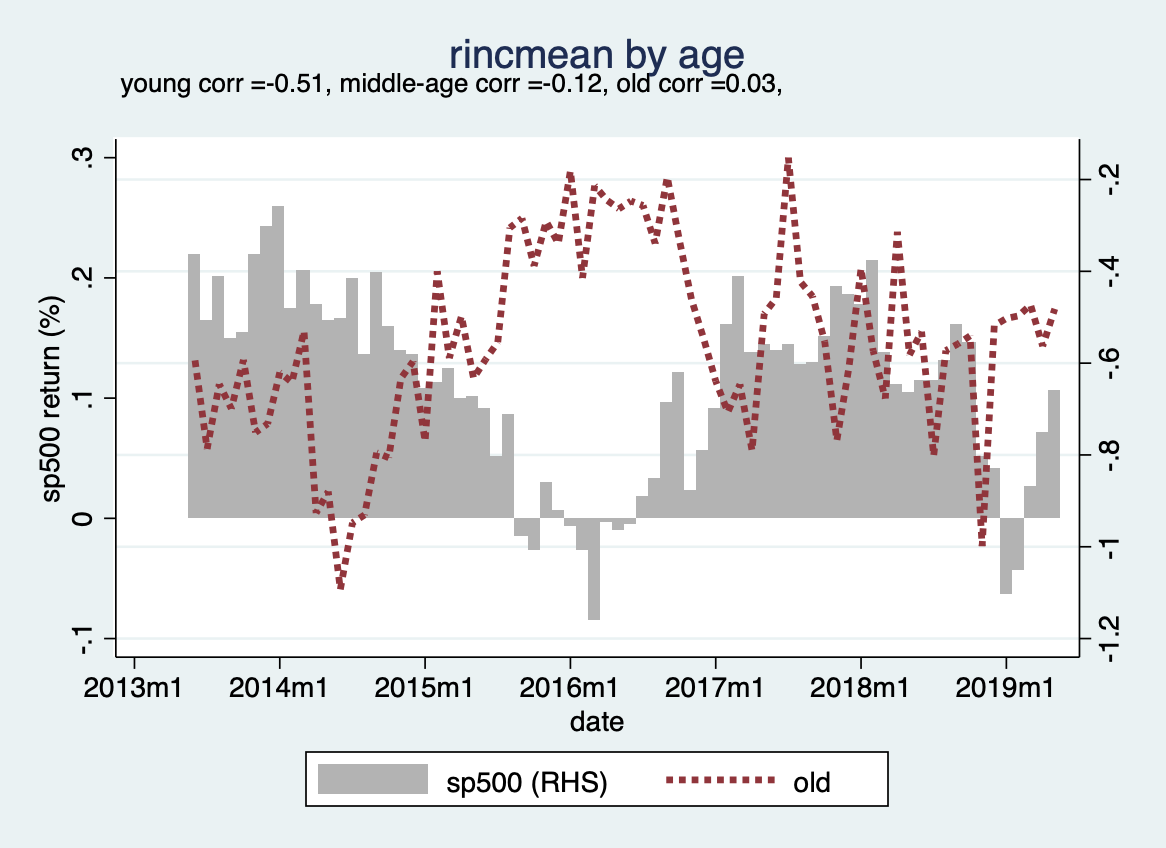 rincmean by age
young corr =-0.51, middle-age corr =-0.12, old corr =0.03,
sp500 return (%)
.3
.2
.1
0
-.1
-.2
-.4
-.6
-.8
-1
-1.2
2013m1 2014m1 2015m1 2016m1 2017m1 2018m1 2019m1
date
sp500 (RHS) old